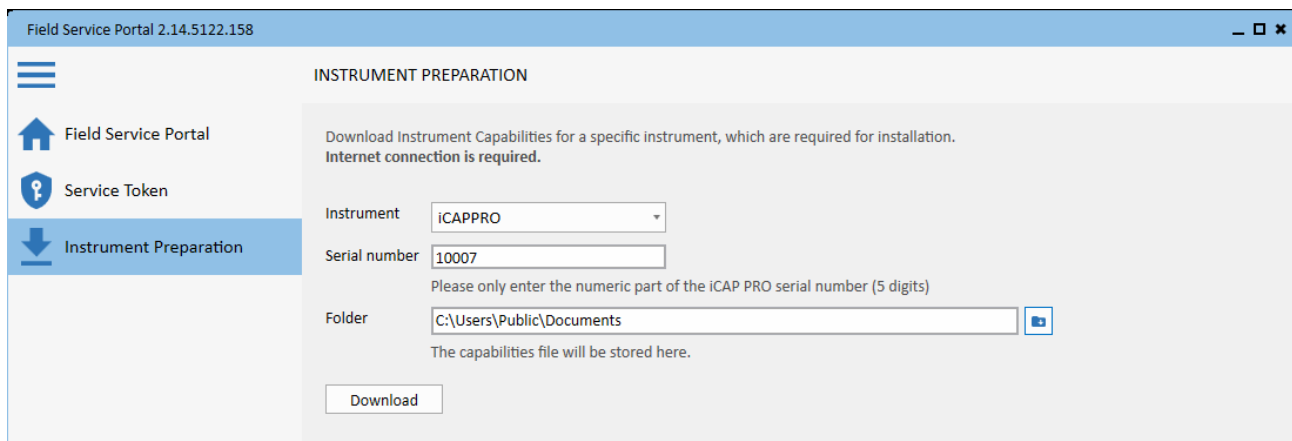 Field Service Portal 2.14.5122.158
INSTRUMENT PREPARATION
Field Service Portal
Service Token
Instrument Preparation
Download Instrument Capabilities for a specific instrument, which are required for installation.
Internet connection is required.
Instrument iCAPPRO
Serial number 10007
Please only enter the numeric part of the iCAP PRO serial number (5 digits)
Folder C:\Users\Public\Documents
The capabilities file will be stored here.
Download